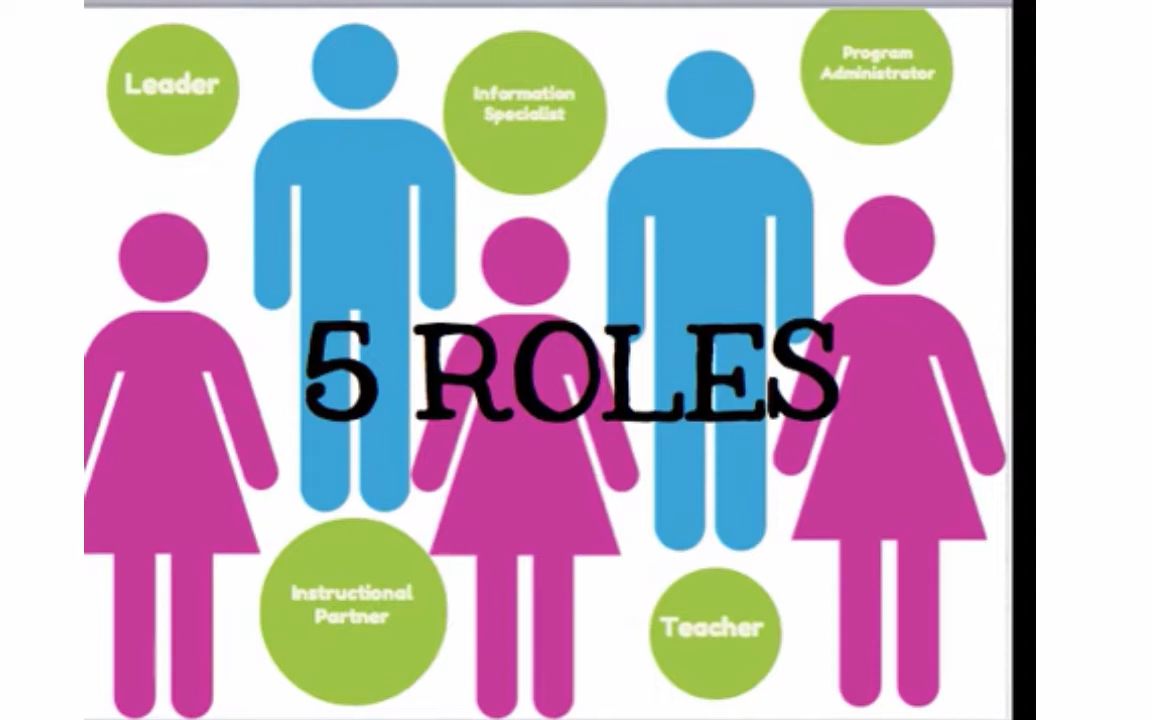 Leader
Information
Specialist
Program
Administrator
5 ROLES
Instructional
Partner
Teacher